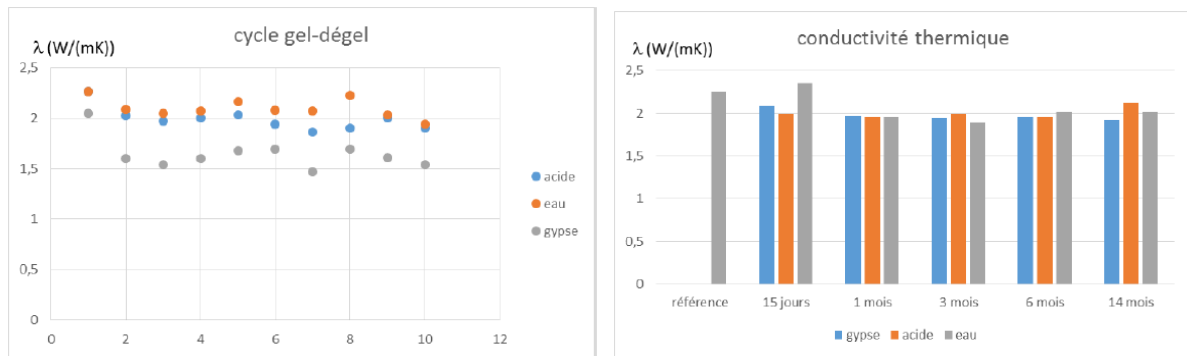 cycle gel-dégel
λ (W/(mK))
2,5
2
1,5
1
0,5
0
0 2 4 6 8 10 12
acide
eau
gypse
conductivité thermique
λ (W/(mK))
2,5
2
1,5
1
0,5
0
référence 15 jours 1 mois 3 mois 6 mois 14 mois
gypse acide eau